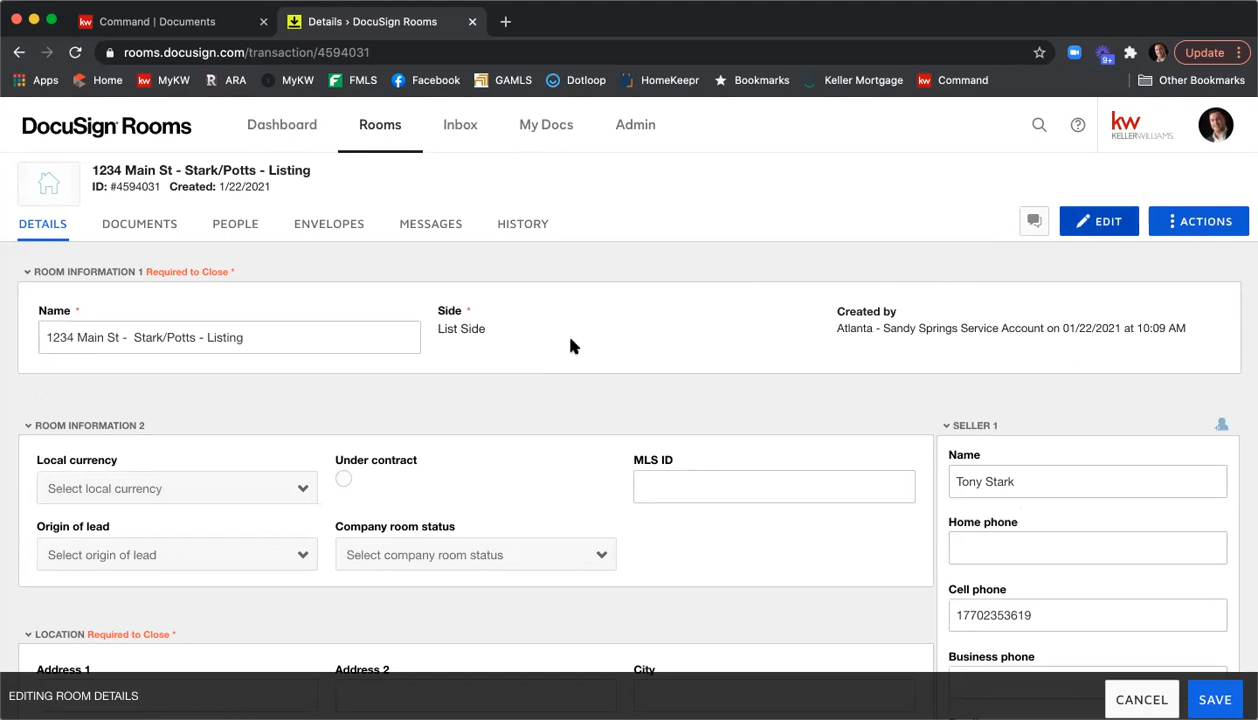 kw Command | Documents
Details › DocuSign Rooms
rooms.docusign.com/transaction/4594031
9+
Update
Apps
Home
kw MyKW
R ARA
MyKW
FMLS
Facebook
GAMLS
Dotloop
HomeKeepr
Bookmarks
Keller Mortgage
kw Command
Other Bookmarks
DocuSign Rooms
Dashboard
Rooms
Inbox
My Docs
Admin
kw
KELLERWILLIAMS.
1234 Main St - Stark/Potts - Listing
ID: #4594031 Created: 1/22/2021
DETAILS
DOCUMENTS
PEOPLE
ENVELOPES
MESSAGES
HISTORY
EDIT
ACTIONS
ROOM INFORMATION 1 Required to Close *
Name *
1234 Main St - Stark/Potts - Listing
Side *
List Side
Created by
Atlanta - Sandy Springs Service Account on 01/22/2021 at 10:09 AM
ROOM INFORMATION 2
Local currency
Select local currency
Under contract
MLS ID
Origin of lead
Select origin of lead
Company room status
Select company room status
SELLER 1
Name
Tony Stark
Home phone
Cell phone
17702353619
Business phone
LOCATION Required to Close *
Address 1
Address 2
City
EDITING ROOM DETAILS
CANCEL
SAVE